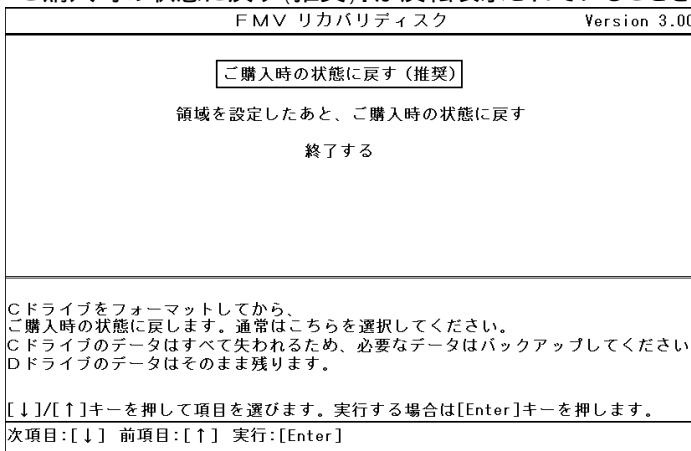 FMV リカバリディスク Version 3.00
ご購入時の状態に戻す(推奨)
領域を設定したあと、ご購入時の状態に戻す
終了する
Cドライブをフォーマットしてから、
ご購入時の状態に戻します。通常はこちらを選択してください。
Cドライブのデータはすべて失われるため、必要なデータはバックアップしてください
Dドライブのデータはそのまま残ります。
[↓]/[↑]キーを押して項目を選びます。実行する場合は[Enter]キーを押します。
次項目:[↓] 前項目:[↑] 実行:[Enter]